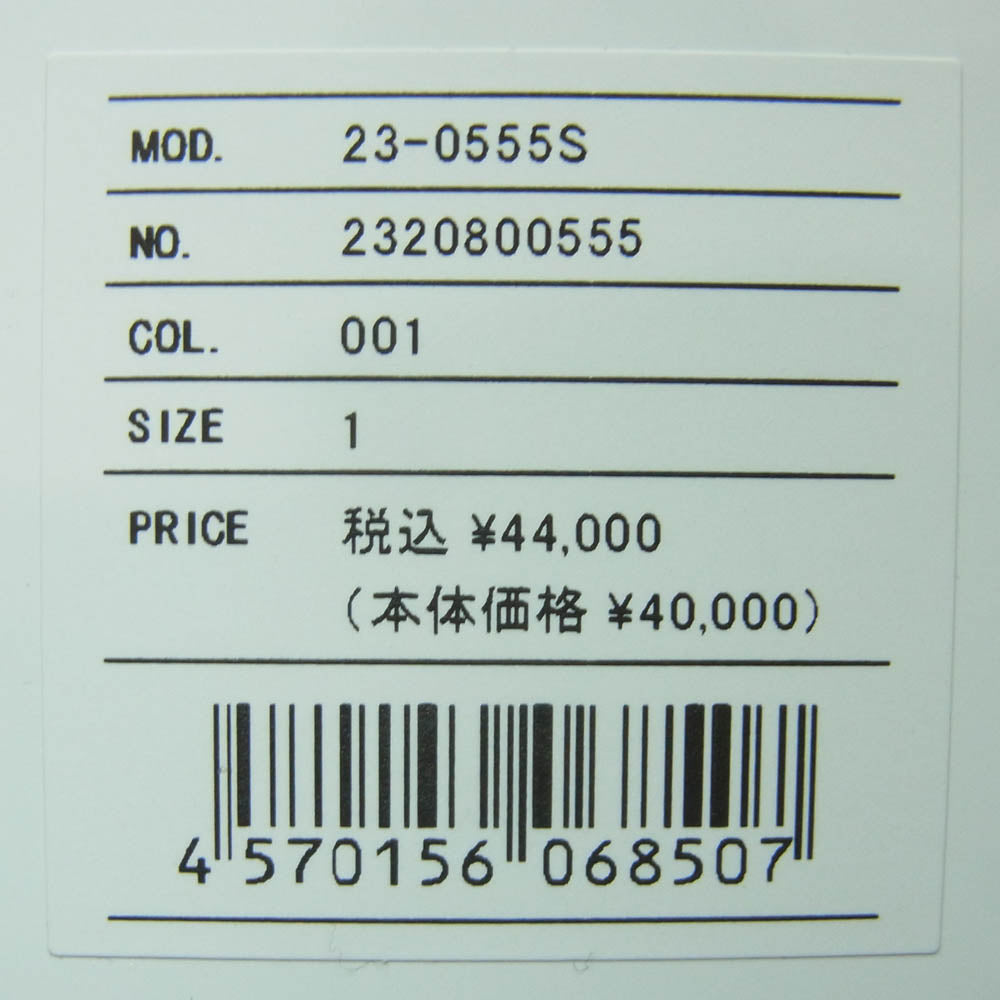 MOD. 23-0555S
NO. 2320800555
COL. 001
SIZE 1
PRICE 税込 ¥44,000
(本体価格 ¥40,000)
4 570156 068507